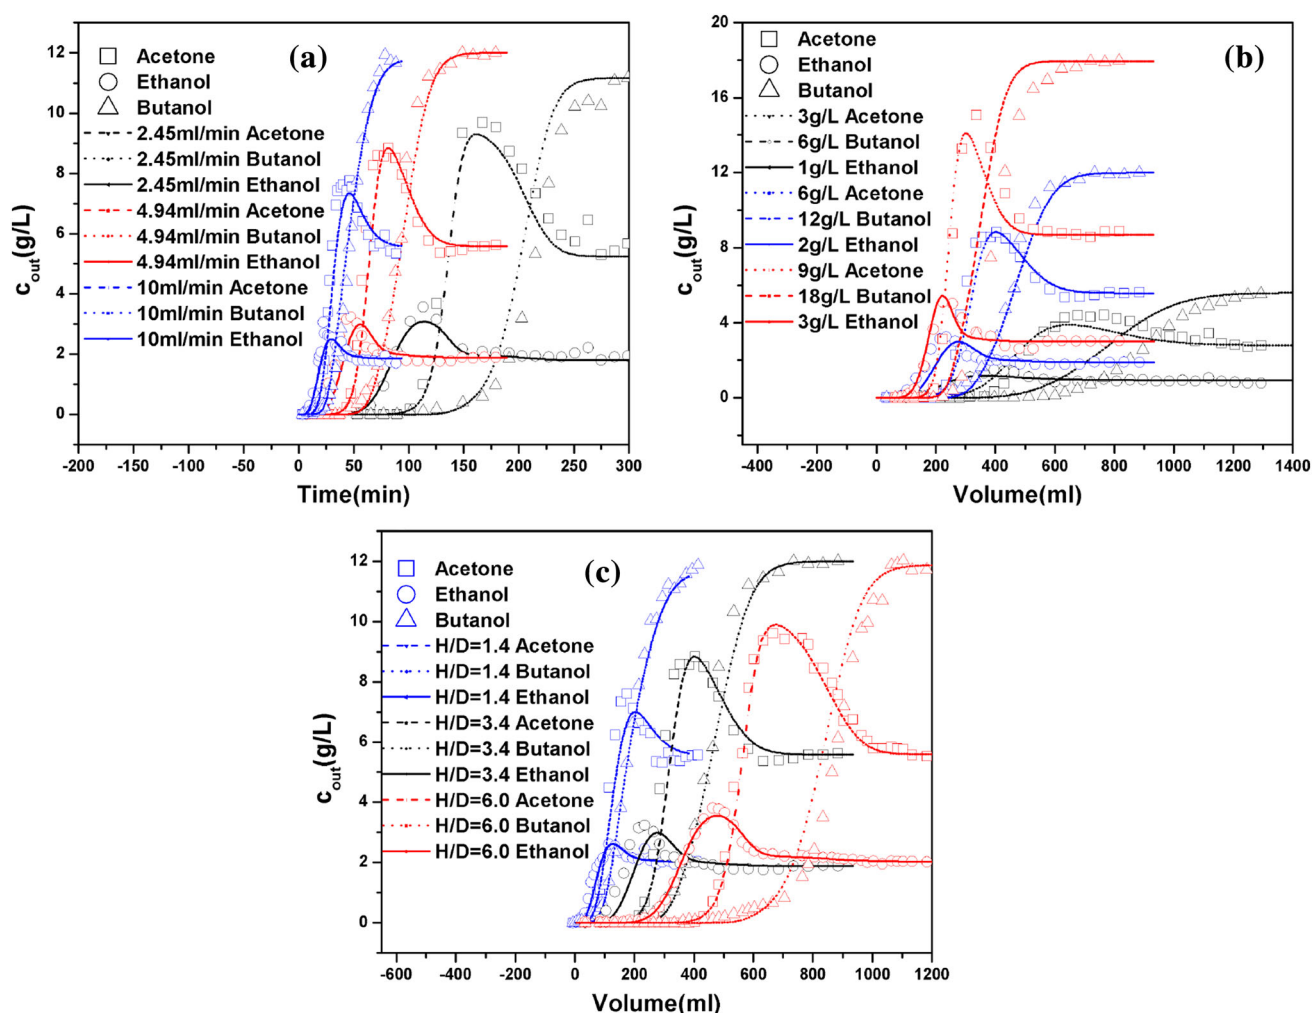 (a)
Acetone
Ethanol
Butanol
2.45ml/min Acetone
2.45ml/min Butanol
2.45ml/min Ethanol
4.94ml/min Acetone
4.94ml/min Butanol
4.94ml/min Ethanol
10ml/min Acetone
10ml/min Butanol
10ml/min Ethanol
12
10
8
6
4
2
0
c_out(g/L)
-200 -150 -100 -50 0 50 100 150 200 250 300
Time(min)
(b)
Acetone
Ethanol
Butanol
3g/L Acetone
6g/L Butanol
1g/L Ethanol
6g/L Acetone
12g/L Butanol
2g/L Ethanol
9g/L Acetone
18g/L Butanol
3g/L Ethanol
20
16
12
8
4
0
c_out(g/L)
-400 -200 0 200 400 600 800 1000 1200 1400
Volume(ml)
(c)
Acetone
Ethanol
Butanol
H/D=1.4 Acetone
H/D=1.4 Butanol
H/D=1.4 Ethanol
H/D=3.4 Acetone
H/D=3.4 Butanol
H/D=3.4 Ethanol
H/D=6.0 Acetone
H/D=6.0 Butanol
H/D=6.0 Ethanol
12
10
8
6
4
2
0
c_out(g/L)
-600 -400 -200 0 200 400 600 800 1000 1200
Volume(ml)